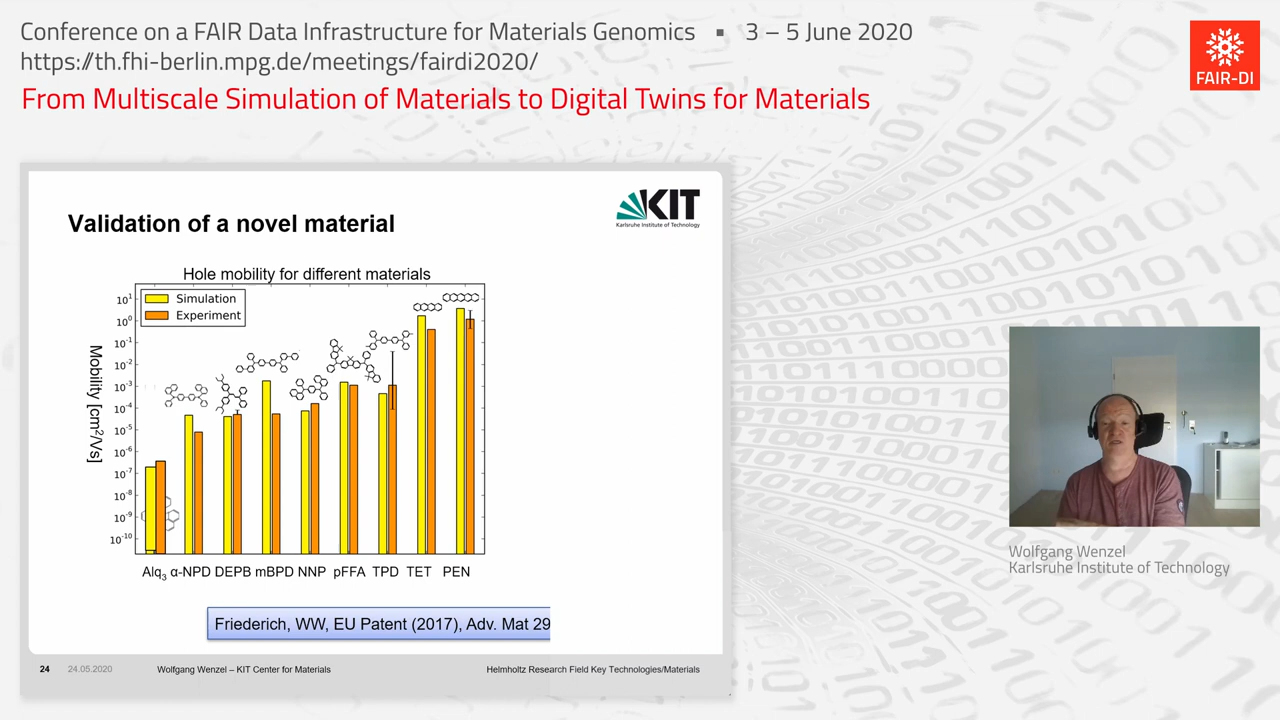 Conference on a FAIR Data Infrastructure for Materials Genomics ▪ 3 – 5 June 2020
https://th.fhi-berlin.mpg.de/meetings/fairdi2020/
From Multiscale Simulation of Materials to Digital Twins for Materials
FAIR-DI
Validation of a novel material
KIT
Karlsruhe Institute of Technology
Hole mobility for different materials
Simulation
Experiment
Mobility [cm²/Vs]
10¹
10⁰
10⁻¹
10⁻²
10⁻³
10⁻⁴
10⁻⁵
10⁻⁶
10⁻⁷
10⁻⁸
10⁻⁹
10⁻¹⁰
Alq₃ α-NPD DEPB mBPD NNP pFFA TPD TET PEN
Friederich, WW, EU Patent (2017), Adv. Mat 29
24 24.05.2020 Wolfgang Wenzel – KIT Center for Materials Helmholtz Research Field Key Technologies/Materials
Wolfgang Wenzel
Karlsruhe Institute of Technology